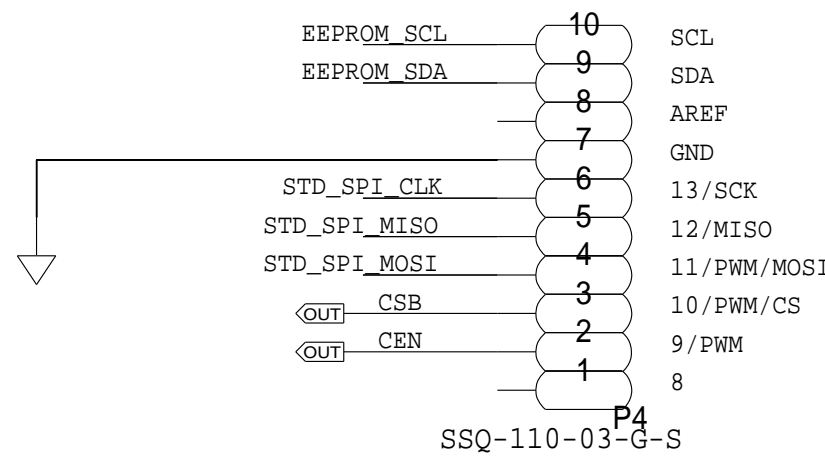 EEPROM_SCL 10 SCL
EEPROM_SDA 9 SDA
8 AREF
7 GND
STD_SPI_CLK 6 13/SCK
STD_SPI_MISO 5 12/MISO
STD_SPI_MOSI 4 11/PWM/MOSI
OUT CSB 3 10/PWM/CS
OUT CEN 2 9/PWM
1 8
P4
SSQ-110-03-G-S